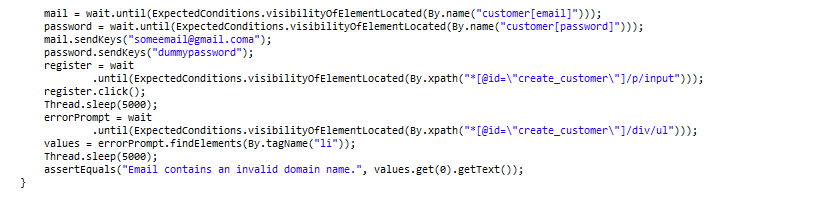 mail = wait.until(ExpectedConditions.visibilityOfElementLocated(By.name("customer[email]")));
password = wait.until(ExpectedConditions.visibilityOfElementLocated(By.name("customer[password]")));
mail.sendKeys("someemail@gmail.coma");
password.sendKeys("dummypassword");
register = wait
.until(ExpectedConditions.visibilityOfElementLocated(By.xpath("*[@id=\"create_customer\"]/p/input")));
register.click();
Thread.sleep(5000);
errorPrompt = wait
.until(ExpectedConditions.visibilityOfElementLocated(By.xpath("*[@id=\"create_customer\"]/div/ul")));
values = errorPrompt.findElements(By.tagName("li"));
Thread.sleep(5000);
assertEquals("Email contains an invalid domain name.", values.get(0).getText());
}